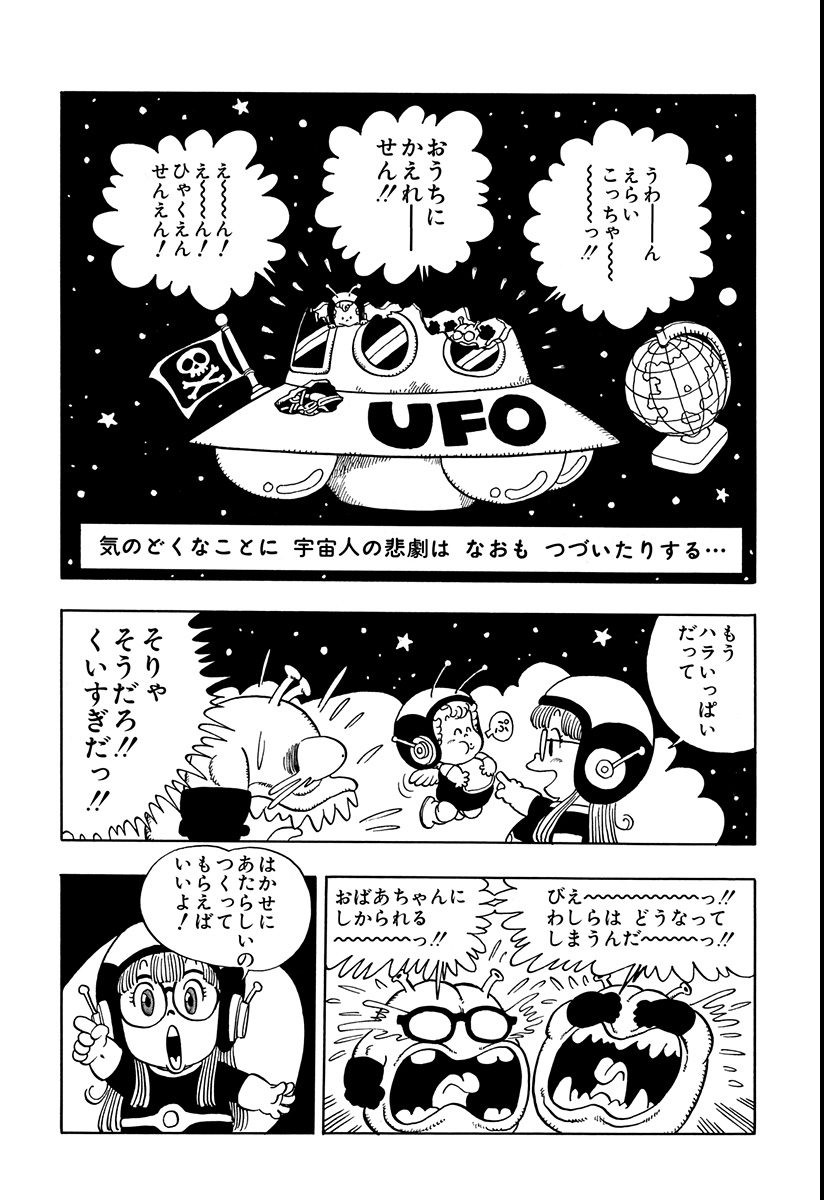 うわーーん
えらい
こっちゃ〜〜
〜〜〜〜っ!!
おうちに
かえれーー
せん!!
え〜〜〜ん!
え〜〜〜ん!
ひゃくえん
せんえん!
UFO
気のどくなことに 宇宙人の悲劇は なおも つづいたりする…
もう
ハラいっぱい
だって
ぷ
そりゃ
そうだろ!!
くいすぎだっ!!
びえ〜〜〜〜〜〜っ!!
わしらは どうなって
しまうんだ〜〜〜〜っ!!
おばあちゃんに
しかられる
〜〜〜〜〜っ!!
はかせに
あたらしいの
つくって
もらえば
いいよ!